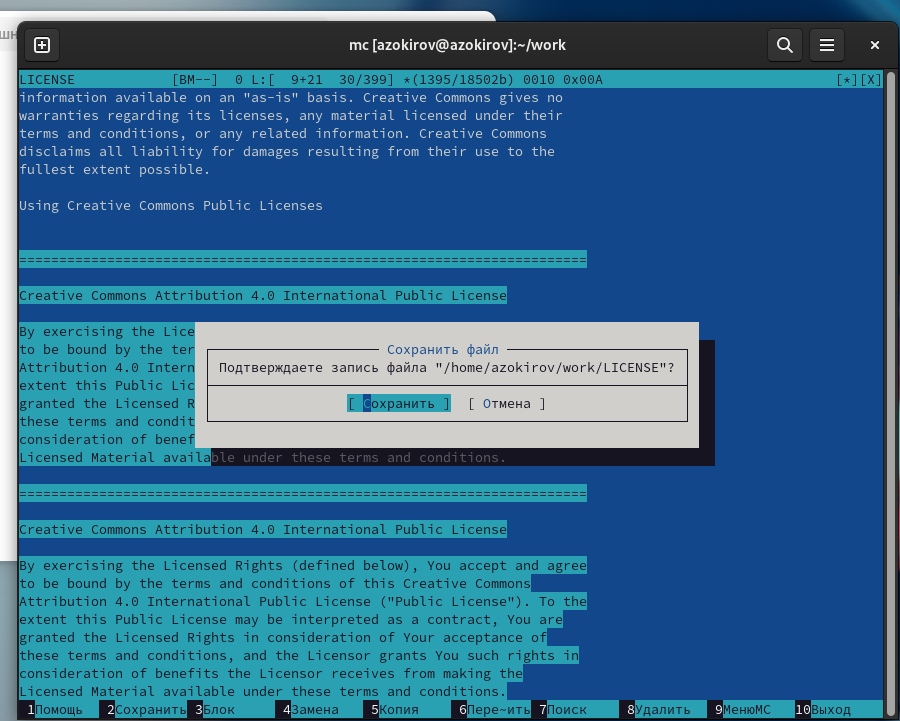 шн
mc [azokirov@azokirov]:~/work
LICENSE [BM--] 0 L:[ 9+21 30/399] *(1395/18502b) 0010 0x00A [*][X]
information available on an "as-is" basis. Creative Commons gives no
warranties regarding its licenses, any material licensed under their
terms and conditions, or any related information. Creative Commons
disclaims all liability for damages resulting from their use to the
fullest extent possible.
Using Creative Commons Public Licenses
=======================================================================
Creative Commons Attribution 4.0 International Public License
By exercising the Lice
to be bound by the ter
Attribution 4.0 Intern
extent this Public Lic
granted the Licensed R
these terms and condit
consideration of benef
Licensed Material available under these terms and conditions.
Сохранить файл
Подтверждаете запись файла "/home/azokirov/work/LICENSE"?
[ Сохранить ] [ Отмена ]
=======================================================================
Creative Commons Attribution 4.0 International Public License
By exercising the Licensed Rights (defined below), You accept and agree
to be bound by the terms and conditions of this Creative Commons
Attribution 4.0 International Public License ("Public License"). To the
extent this Public License may be interpreted as a contract, You are
granted the Licensed Rights in consideration of Your acceptance of
these terms and conditions, and the Licensor grants You such rights in
consideration of benefits the Licensor receives from making the
Licensed Material available under these terms and conditions.
1Помощь 2Сохранить 3Блок 4Замена 5Копия 6Пере~ить 7Поиск 8Удалить 9МенюMC 10Выход